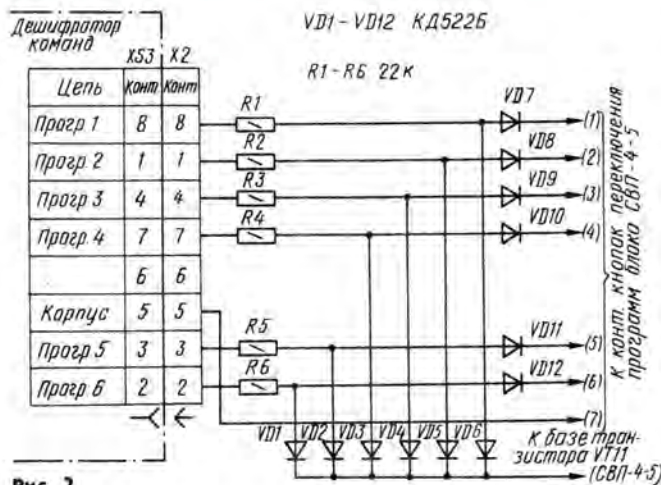 Дешифратор
команд
VD1-VD12 КД522Б
R1-R6 22к
XS3 X2
Цепь Конт Конт
Прогр.1 8 8
Прогр.2 1 1
Прогр.3 4 4
Прогр.4 7 7
6 6
Корпус 5 5
Прогр.5 3 3
Прогр.6 2 2
R1
R2
R3
R4
R5
R6
VD7
VD8
VD9
VD10
VD11
VD12
(1)
(2)
(3)
(4)
(5)
(6)
(7)
К конт. кнопак переключения
программ блока СВП-4-5
VD1 VD2 VD3 VD4 VD5 VD6
К базе тран-
зистора VT11
(СВП-4-5)
Рис. 2